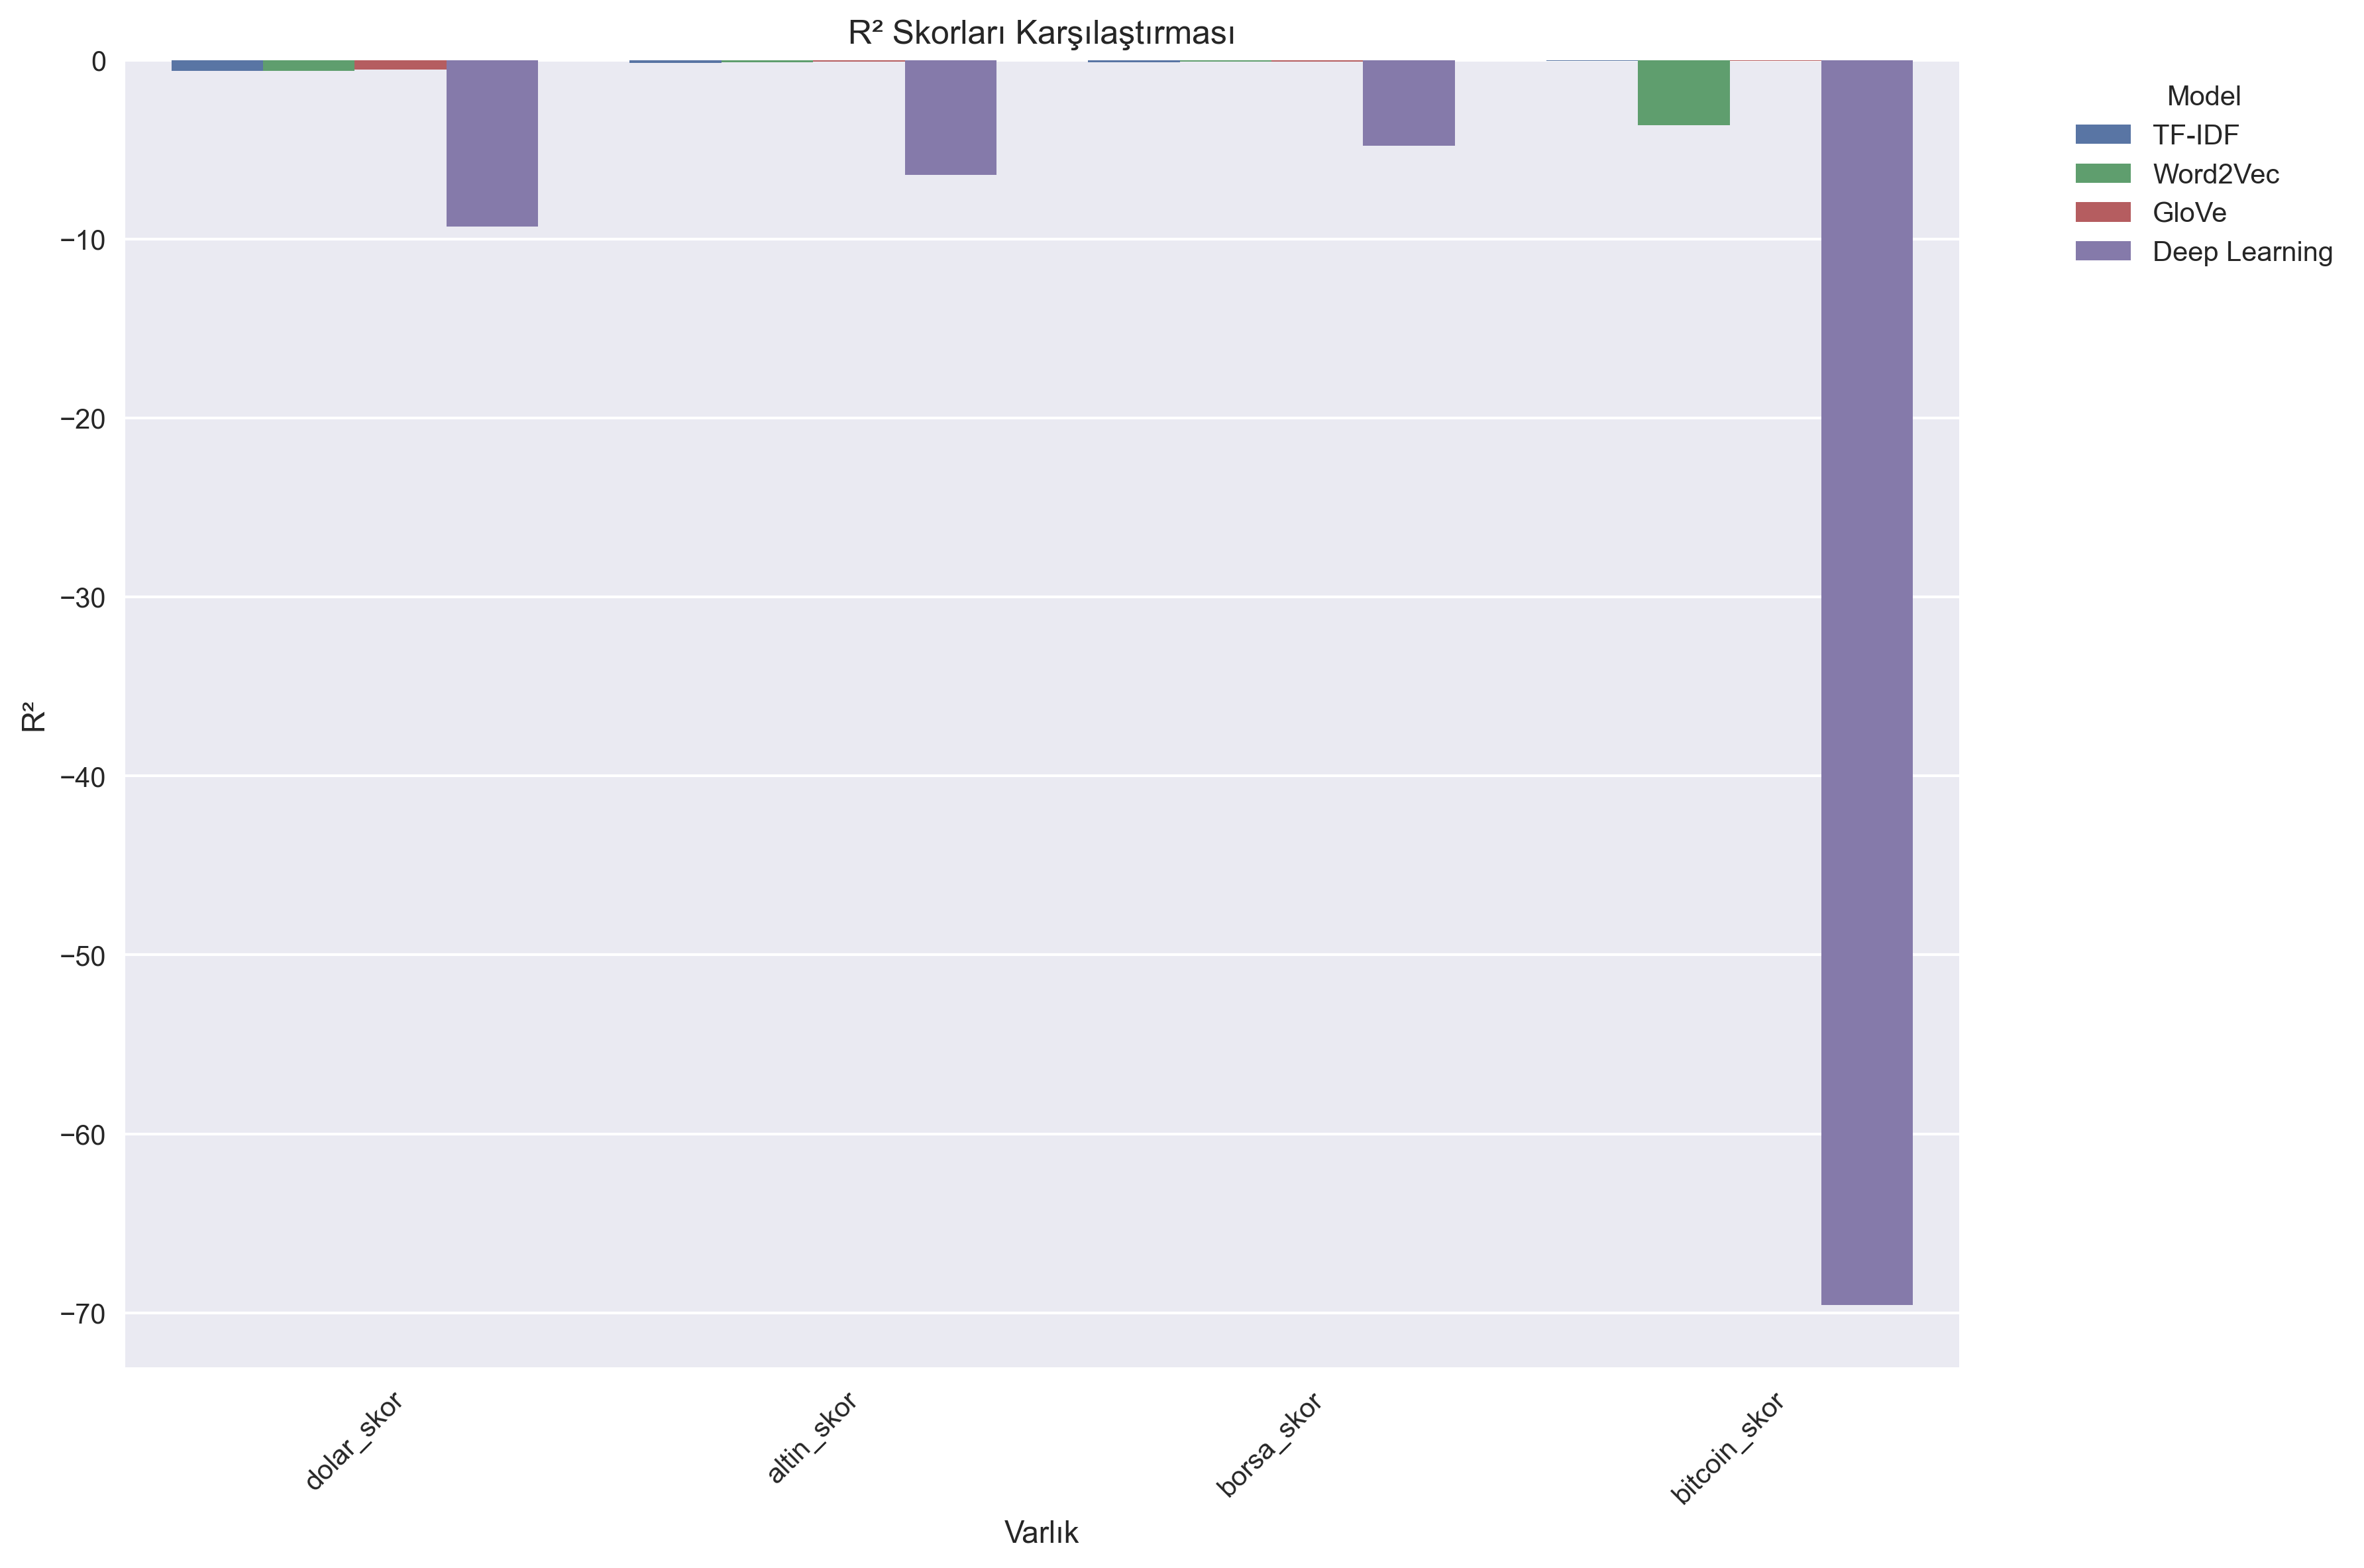 R² Skorları Karşılaştırması
0
−10
−20
−30
−40
−50
−60
−70
R²
dolar_skor
altin_skor
borsa_skor
bitcoin_skor
Varlık
Model
TF-IDF
Word2Vec
GloVe
Deep Learning